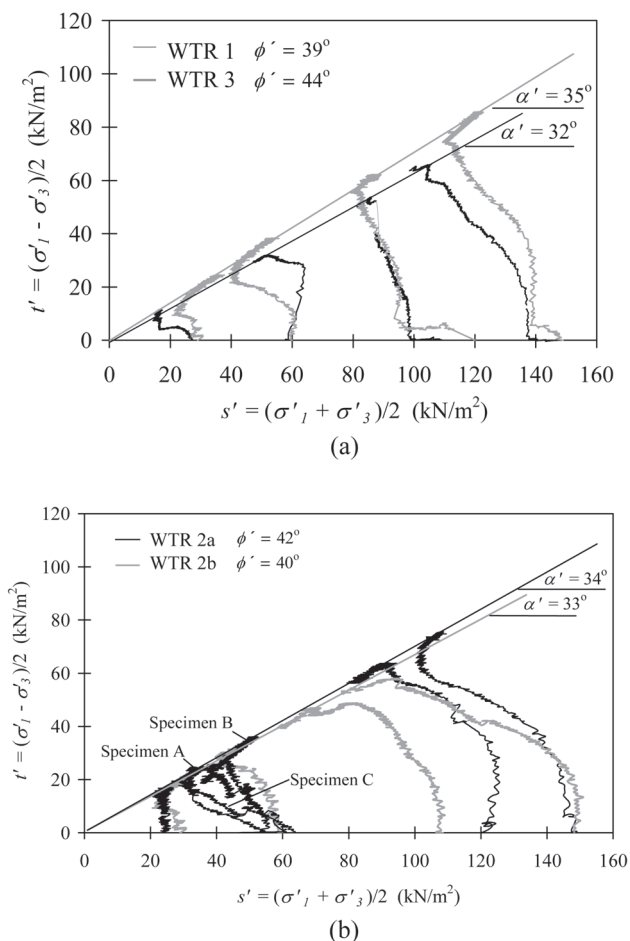 120
WTR 1 ϕ´ = 39°
WTR 3 ϕ´ = 44°
100
α' = 35°
80
α' = 32°
60
40
20
0
t' = (σ'1 - σ'3)/2 (kN/m²)
0 20 40 60 80 100 120 140 160
s' = (σ'1 + σ'3)/2 (kN/m²)
(a)
120
WTR 2a ϕ´ = 42°
WTR 2b ϕ´ = 40°
100
α' = 34°
α' = 33°
80
60
Specimen B
40
Specimen A
Specimen C
20
0
t' = (σ'1 - σ'3)/2 (kN/m²)
0 20 40 60 80 100 120 140 160
s' = (σ'1 + σ'3)/2 (kN/m²)
(b)